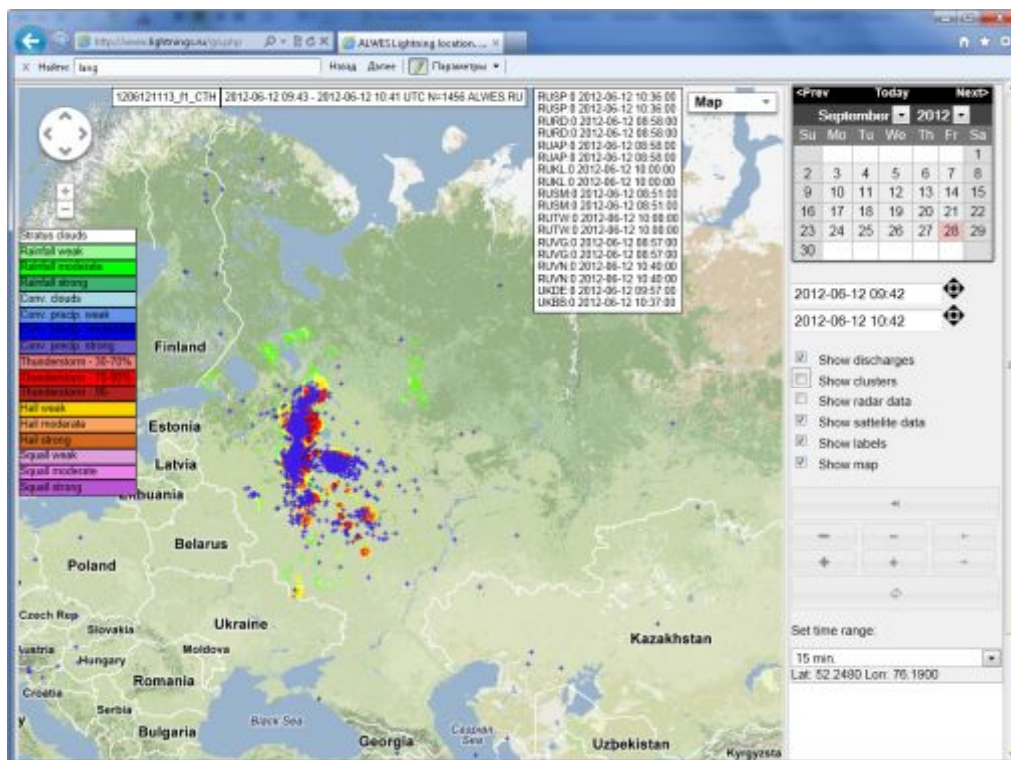 ALWES Lightning location....
Найти: lang
Назад Далее Параметры
1206121113_f1_CTH 2012-06-12 09:43 - 2012-06-12 10:41 UTC N=1456 ALWES.RU
RUSP:0 2012-06-12 10:36:00
RUSP:0 2012-06-12 10:36:00
RURD:0 2012-06-12 08:58:00
RURD:0 2012-06-12 08:58:00
RUAP:0 2012-06-12 08:58:00
RUAP:0 2012-06-12 08:58:00
RUKL:0 2012-06-12 10:00:00
RUKL:0 2012-06-12 10:00:00
RUSM:0 2012-06-12 08:51:00
RUSM:0 2012-06-12 08:51:00
RUTW:0 2012-06-12 10:08:00
RUTW:0 2012-06-12 10:08:00
RUVG:0 2012-06-12 08:57:00
RUVG:0 2012-06-12 08:57:00
RUVN:0 2012-06-12 10:40:00
RUVN:0 2012-06-12 10:40:00
UKDE:0 2012-06-12 09:57:00
UKBB:0 2012-06-12 10:37:00
Map
Stratus clouds
Rainfall weak
Rainfall moderate
Rainfall strong
Conv. clouds
Conv. precip. weak
Conv. precip. strong
Thunderstorm - 30-70%
Thunderstorm - 70-90%
Hail weak
Hail moderate
Hail strong
Squall weak
Squall moderate
Squall strong
Finland
Estonia
Latvia
Lithuania
Belarus
Poland
Ukraine
Czech Rep
Slovakia
Austria
Hungary
Moldova
Romania
Croatia
Serbia
Bulgaria
Black Sea
Georgia
Caspian Sea
Kazakhstan
Uzbekistan
Kyrgyzsta
<Prev Today Next>
September 2012
Su Mo Tu We Th Fr Sa
1
2 3 4 5 6 7 8
9 10 11 12 13 14 15
16 17 18 19 20 21 22
23 24 25 26 27 28 29
30
2012-06-12 09:42
2012-06-12 10:42
Show discharges
Show clusters
Show radar data
Show sattelite data
Show labels
Show map
Set time range:
15 min.
Lat: 52.2480 Lon: 76.1900